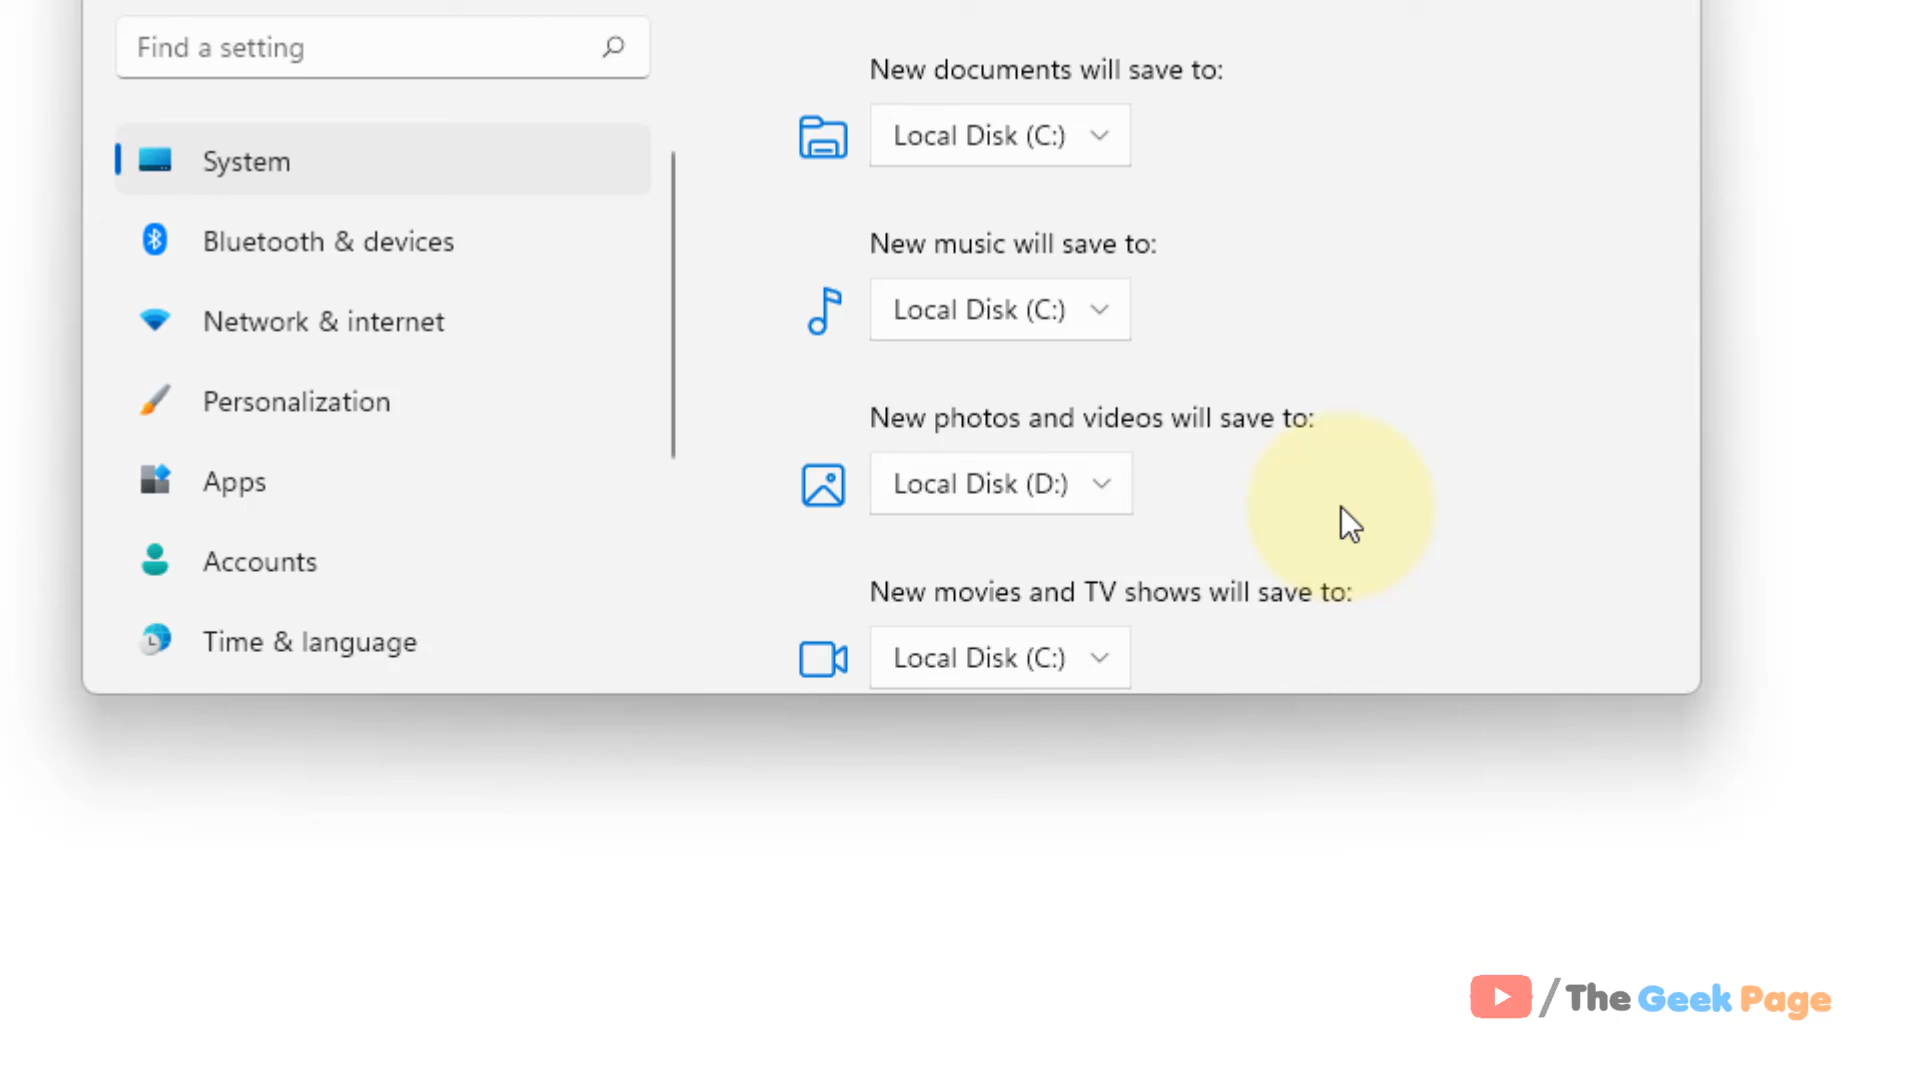 Find a setting
System
Bluetooth & devices
Network & internet
Personalization
Apps
Accounts
Time & language
New documents will save to:
Local Disk (C:)
New music will save to:
Local Disk (C:)
New photos and videos will save to:
Local Disk (D:)
New movies and TV shows will save to:
Local Disk (C:)
/The Geek Page